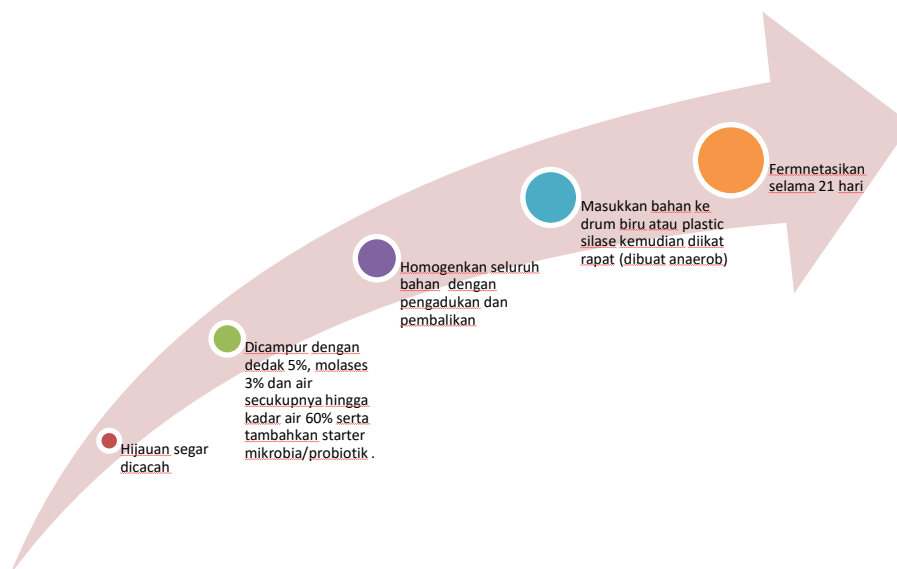 Hijauan segar
dicacah
Dicampur dengan
dedak 5%, molases
3% dan air
secukupnya hingga
kadar air 60% serta
tambahkan starter
mikrobia/probiotik .
Homogenkan seluruh
bahan  dengan
pengadukan dan
pembalikan
Masukkan bahan ke
drum biru atau plastic
silase kemudian diikat
rapat (dibuat anaerob)
Fermnetasikan
selama 21 hari